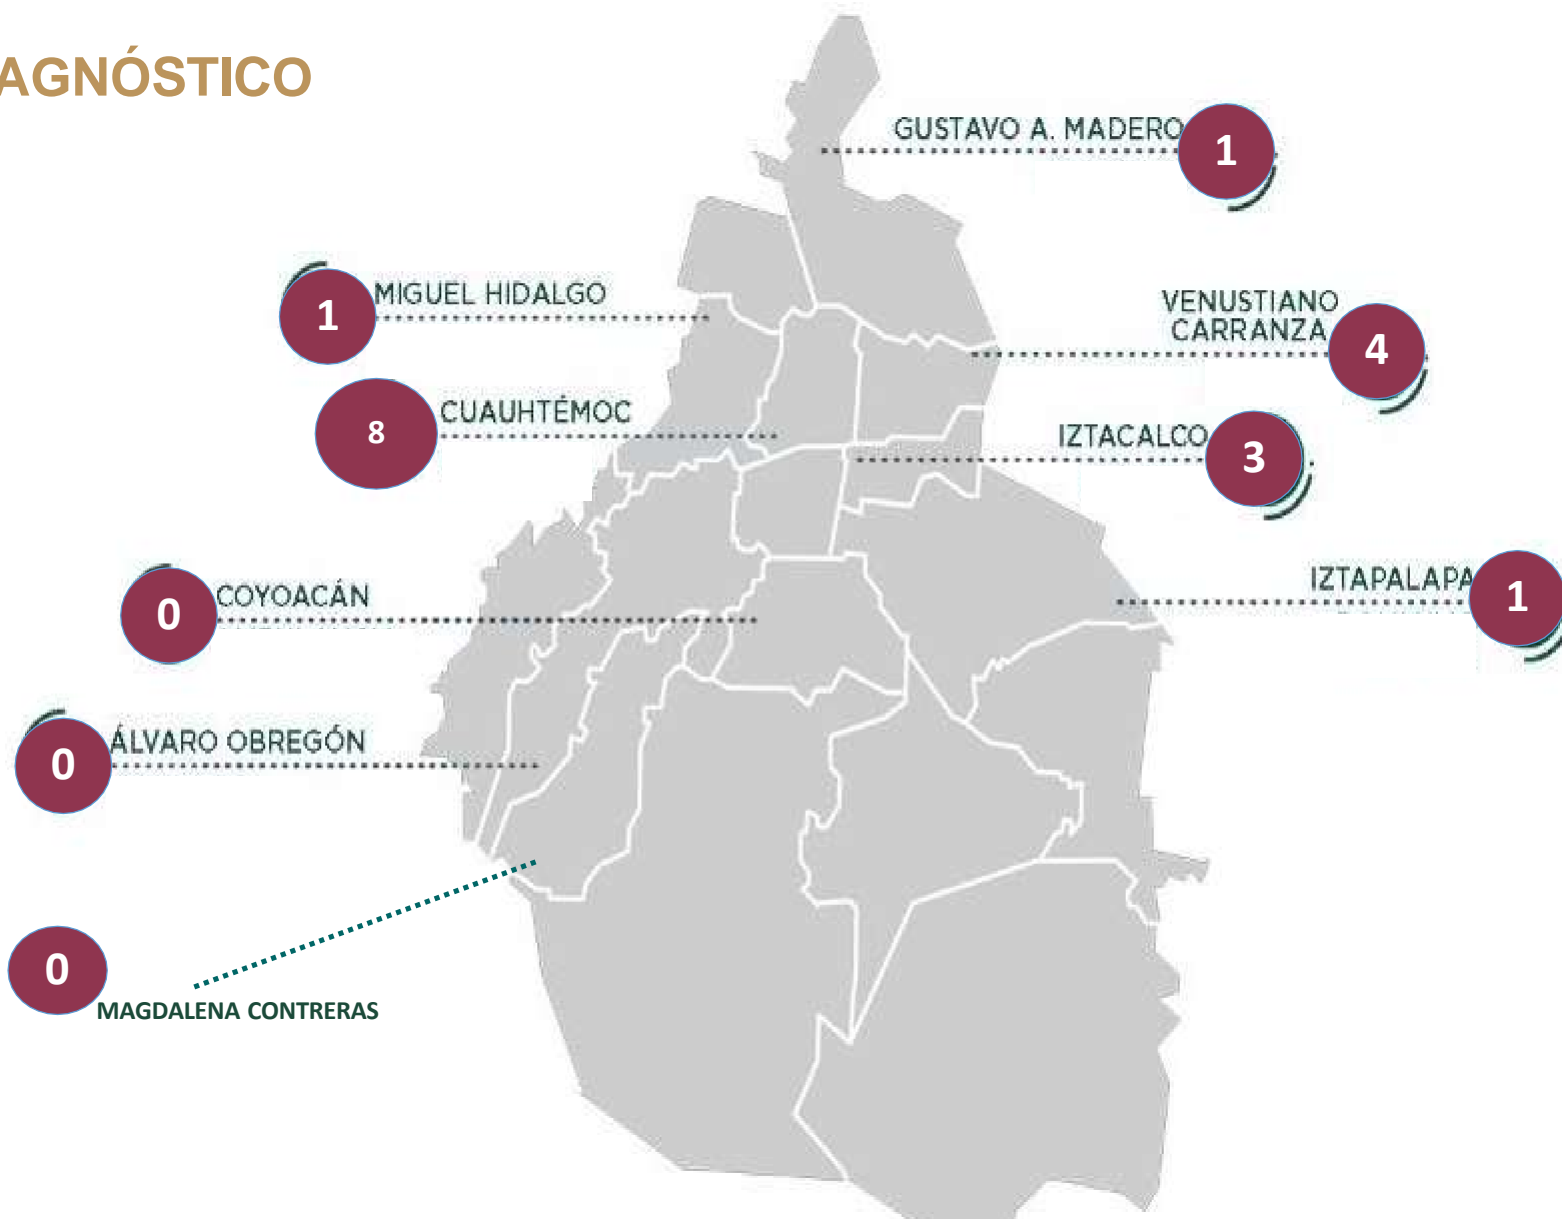 AGNÓSTICO
GUSTAVO A. MADERO
1
1
MIGUEL HIDALGO
VENUSTIANO
CARRANZA
4
8
CUAUHTÉMOC
IZTACALCO
3
0
COYOACÁN
IZTAPALAPA
1
0
ÁLVARO OBREGÓN
0
MAGDALENA CONTRERAS